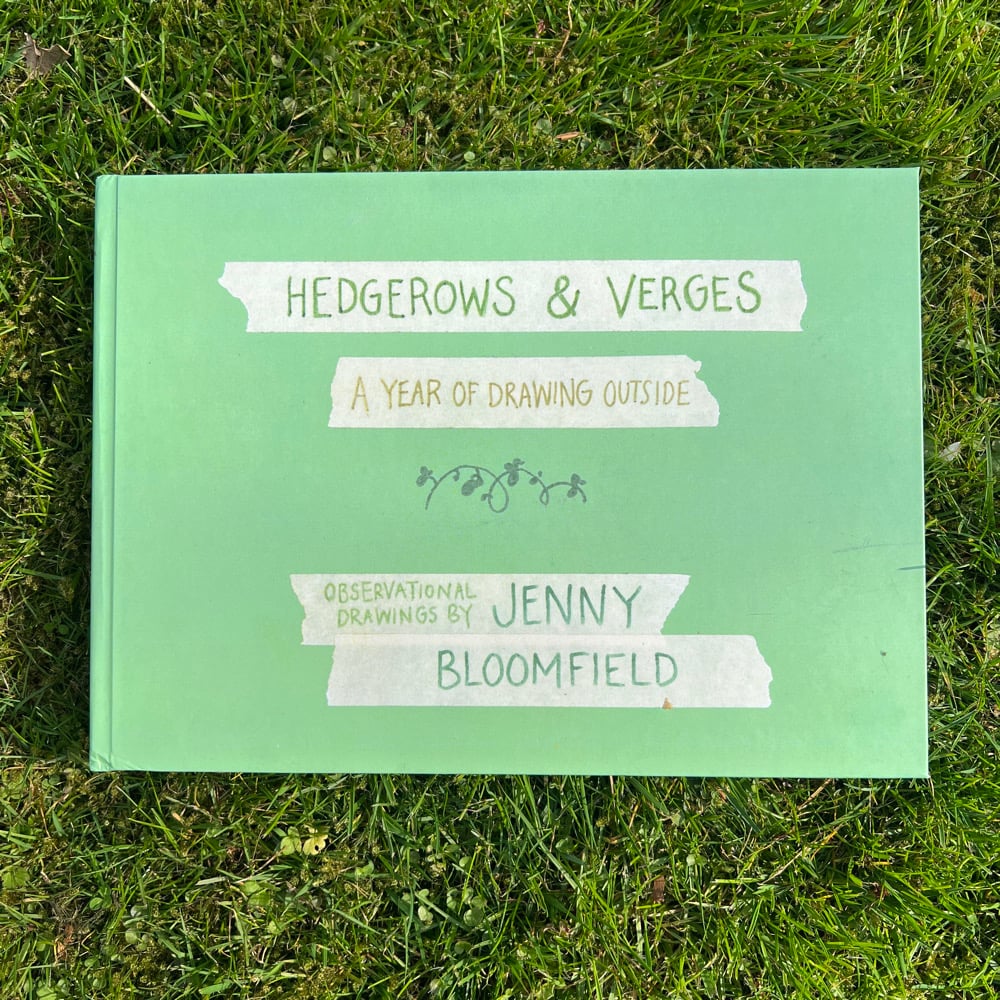 HEDGEROWS & VERGES
A YEAR OF DRAWING OUTSIDE
OBSERVATIONAL
DRAWINGS BY JENNY
BLOOMFIELD